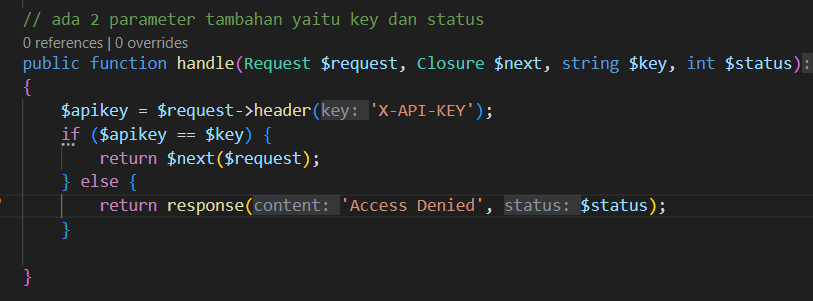 // ada 2 parameter tambahan yaitu key dan status
0 references | 0 overrides
public function handle(Request $request, Closure $next, string $key, int $status):
{
$apikey = $request->header(key: 'X-API-KEY');
if ($apikey == $key) {
return $next($request);
} else {
return response(content: 'Access Denied', status: $status);
}
}